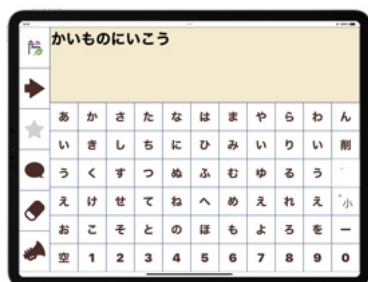 かいものにいこう
あ か さ た な は ま や ら わ ん
い き し ち に ひ み い り い 削
う く す つ ぬ ふ む ゆ る う ゛
え け せ て ね へ め え れ え ゜小
お こ そ と の ほ も よ ろ を ー
空 1 2 3 4 5 6 7 8 9 0